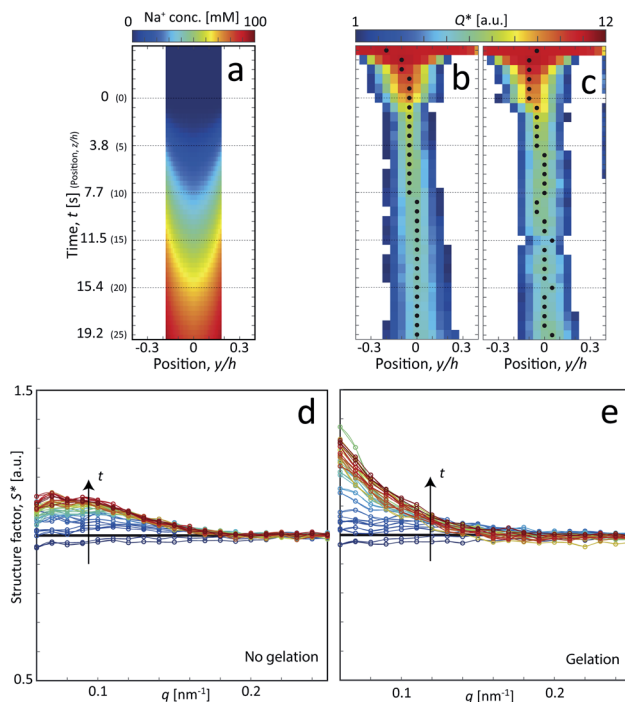 Na⁺ conc. [mM]
0 100
Q* [a.u.]
1 12
a
b
c
Time, t [s] (Position, z/h)
0 (0)
3.8 (5)
7.7 (10)
11.5 (15)
15.4 (20)
19.2 (25)
-0.3 0 0.3
Position, y/h
-0.3 0 0.3
Position, y/h
-0.3 0 0.3
Position, y/h
1.5
Structure factor, S* [a.u.]
0.5
d
t
No gelation
0.1 0.2
q [nm⁻¹]
e
t
Gelation
0.1 0.2
q [nm⁻¹]